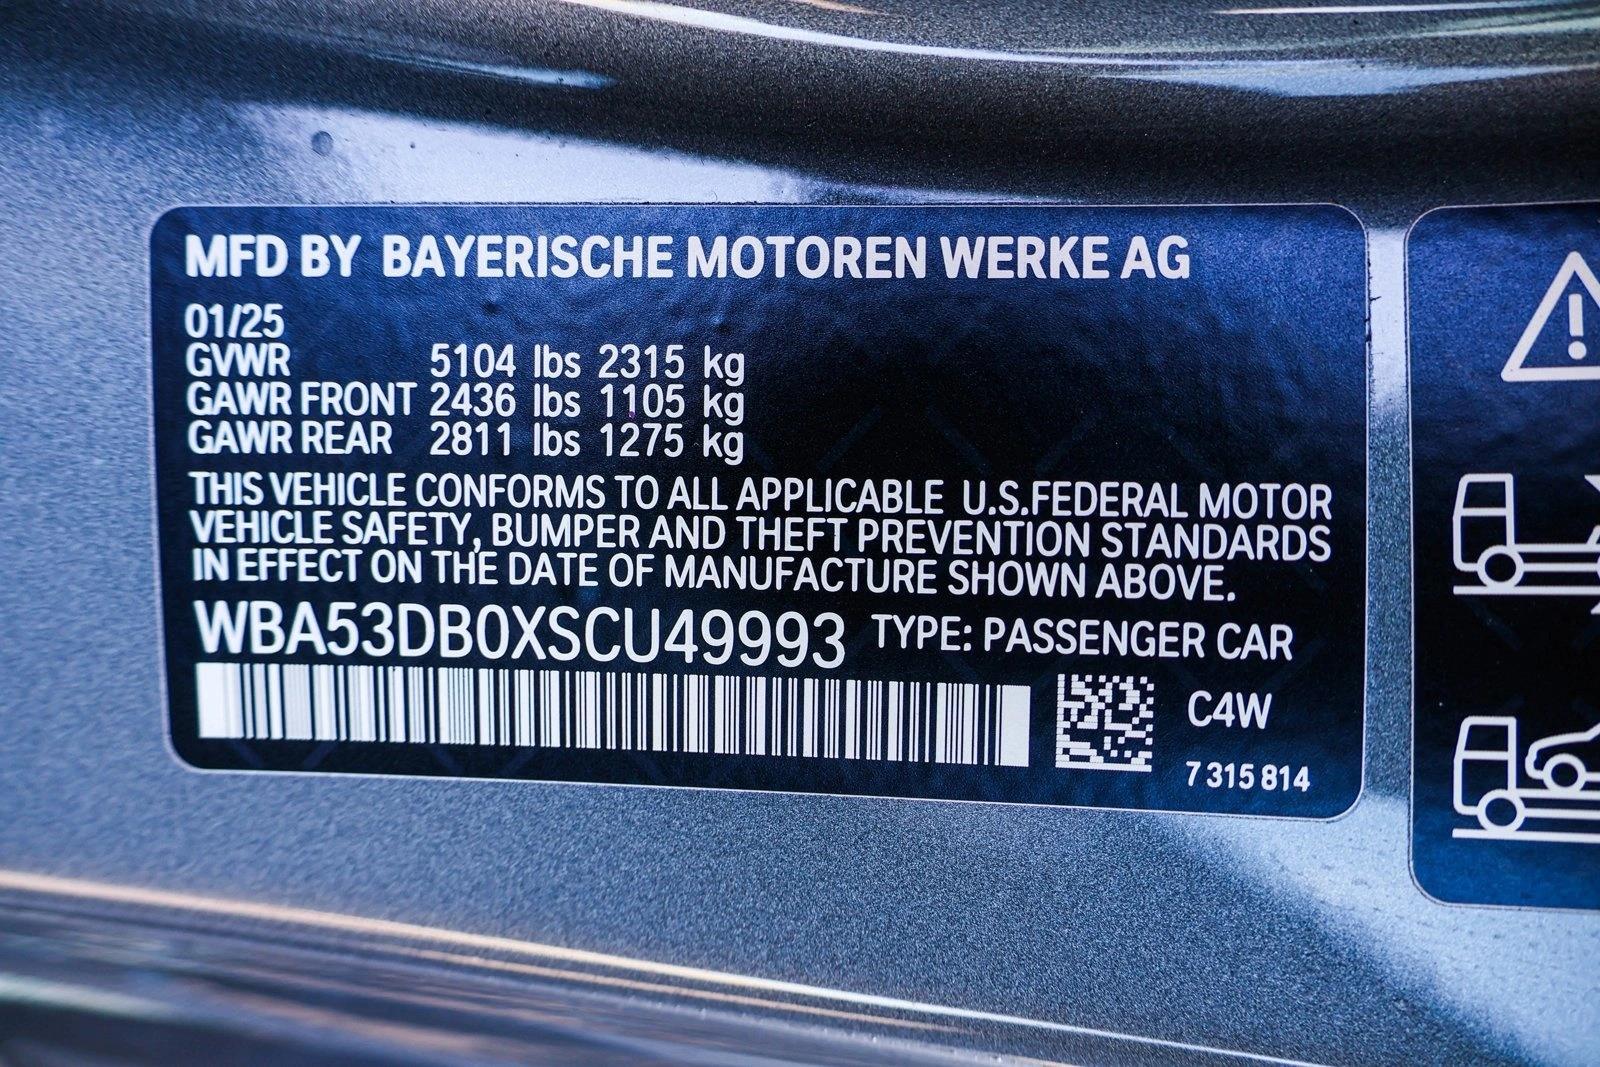 MFD BY BAYERISCHE MOTOREN WERKE AG
01/25
GVWR 5104 lbs 2315 kg
GAWR FRONT 2436 lbs 1105 kg
GAWR REAR 2811 lbs 1275 kg
THIS VEHICLE CONFORMS TO ALL APPLICABLE U.S.FEDERAL MOTOR
VEHICLE SAFETY, BUMPER AND THEFT PREVENTION STANDARDS
IN EFFECT ON THE DATE OF MANUFACTURE SHOWN ABOVE.
WBA53DB0XSCU49993 TYPE: PASSENGER CAR
C4W
7 315 814